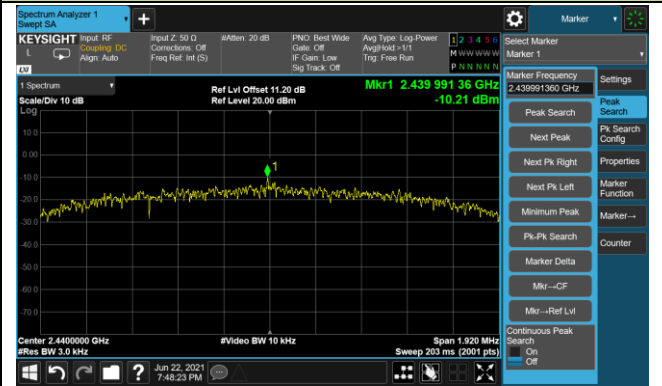 Spectrum Analyzer 1
Swept SA
Marker
KEYSIGHT
L
Input: RF
Coupling: DC
Align: Auto
Input Z: 50 Ω
Corrections: Off
Freq Ref: Int (S)
#Atten: 20 dB
PNO: Best Wide
Gate: Off
IF Gain: Low
Sig Track: Off
Avg Type: Log-Power
Avg|Hold:>1/1
Trig: Free Run
1 2 3 4 5 6
M W W W W W
P N N N N N
Select Marker
Marker 1
1 Spectrum
Scale/Div 10 dB
Log
Ref Lvl Offset 11.20 dB
Ref Level 20.00 dBm
Mkr1 2.439 991 36 GHz
-10.21 dBm
10.0
0.00
-10.0
-20.0
-30.0
-40.0
-50.0
-60.0
-70.0
1
Center 2.4400000 GHz
#Res BW 3.0 kHz
#Video BW 10 kHz
Span 1.920 MHz
Sweep 203 ms (2001 pts)
Marker Frequency
2.439991360 GHz
Peak Search
Next Peak
Next Pk Right
Next Pk Left
Minimum Peak
Pk-Pk Search
Marker Delta
Mkr→CF
Mkr→Ref Lvl
Continuous Peak
Search
On
Off
Settings
Peak
Search
Pk Search
Config
Properties
Marker
Function
Marker→
Counter
?
Jun 22, 2021
7:48:23 PM